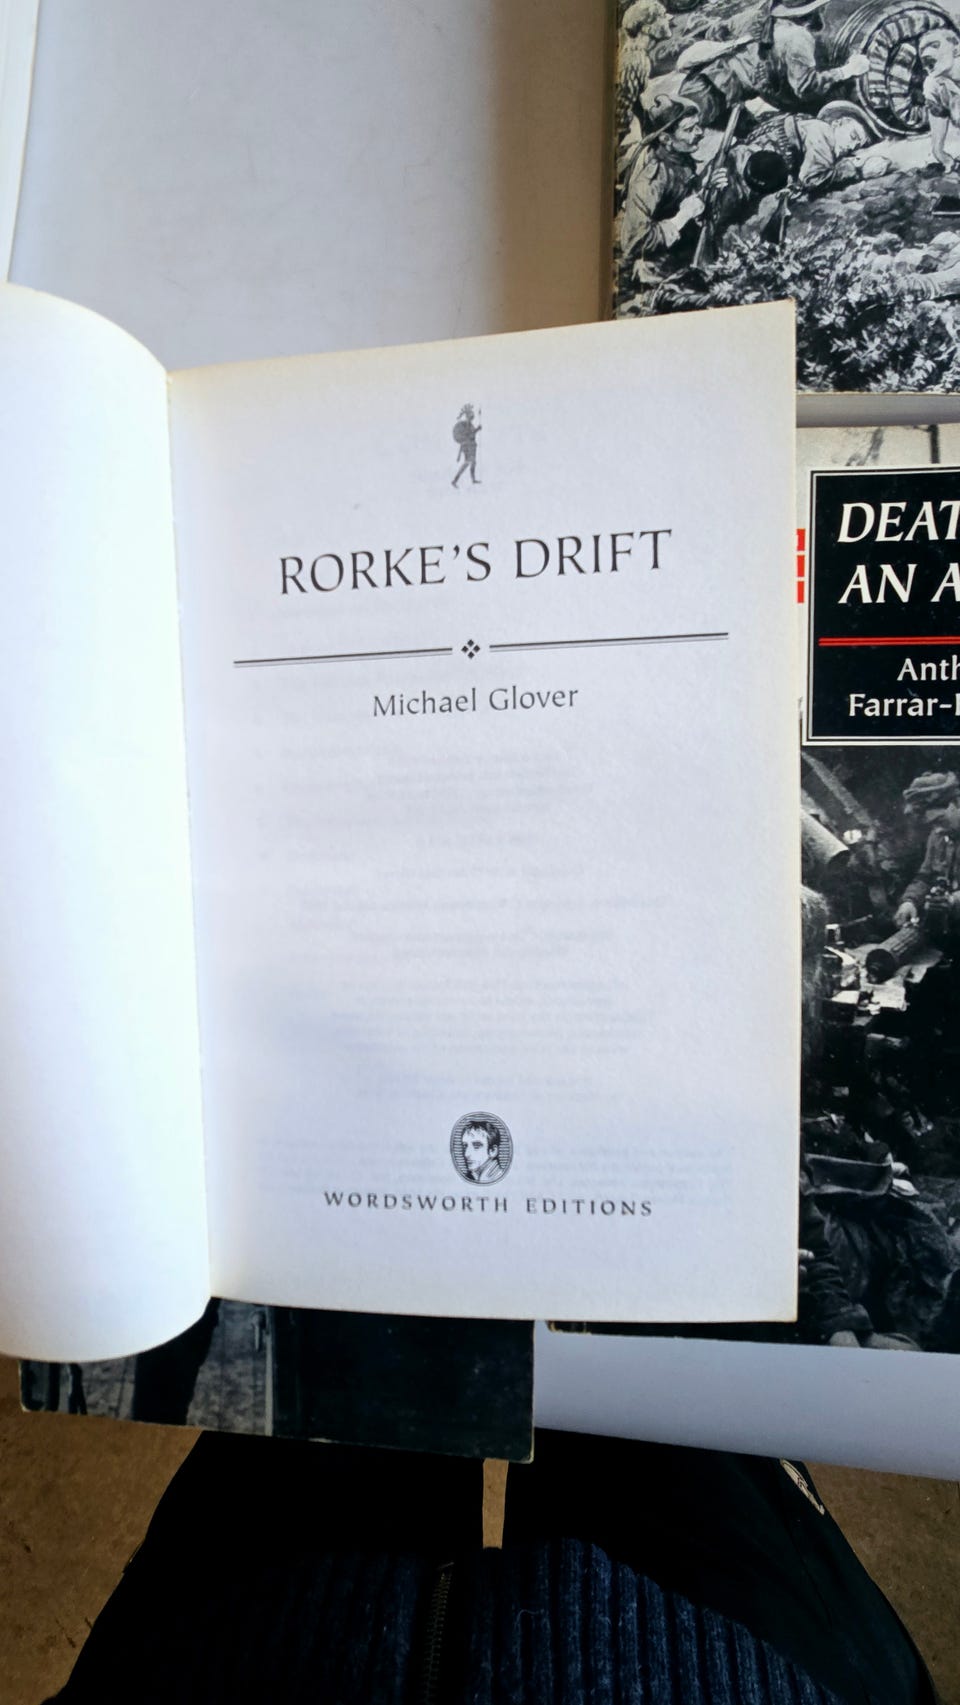 RORKE'S DRIFT
Michael Glover
WORDSWORTH EDITIONS
DEAT
AN A
Anth
Farrar-